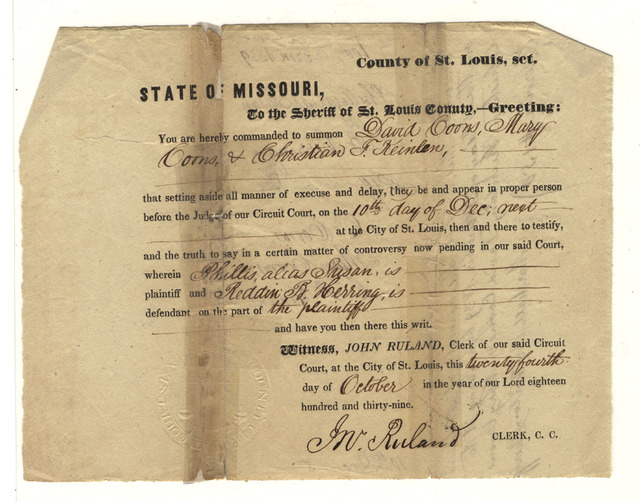 County of St. Louis, sct.
STATE OF MISSOURI,
To the Sheriff of St. Louis County,—Greeting:
You are hereby commanded to summon David Coons, Mary
Coons, & Christian F. Keinlen,
that setting aside all manner of execuse and delay, they be and appear in proper person
before the Judge of our Circuit Court, on the 10th day of Dec; next
at the City of St. Louis, then and there to testify,
and the truth to say in a certain matter of controversy now pending in our said Court,
wherein Phillis, alias Susan, is
plaintiff and Reddin B. Herring, is
defendant on the part of the plaintiff
and have you then there this writ.
Witness, JOHN RULAND, Clerk of our said Circuit
Court, at the City of St. Louis, this twenty fourth
day of October in the year of our Lord eighteen
hundred and thirty-nine.
Jn. Ruland CLERK, C. C.